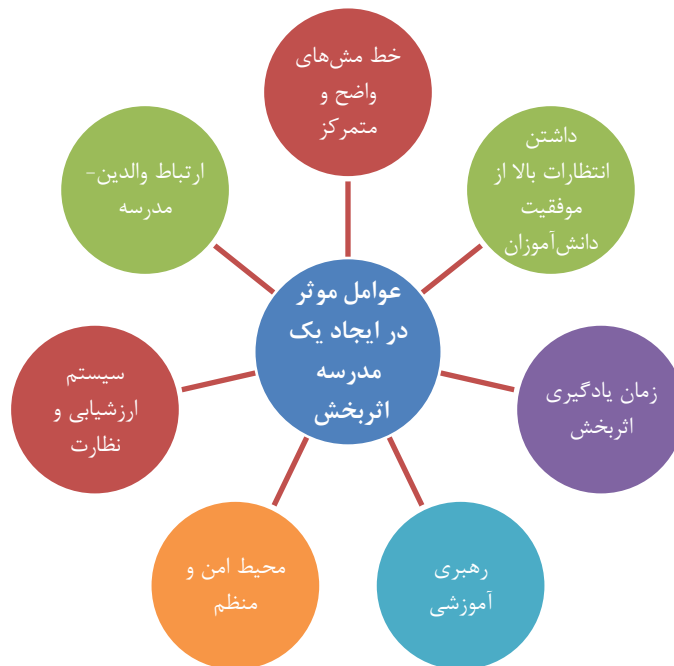 خط مش‌های
واضح و
متمرکز
داشتن
انتظارات بالا از
موفقیت
دانش‌آموزان
زمان یادگیری
اثربخش
رهبری
آموزشی
محیط امن و
منظم
سیستم
ارزشیابی و
نظارت
ارتباط والدین-
مدرسه
عوامل موثر
در ایجاد یک
مدرسه
اثربخش